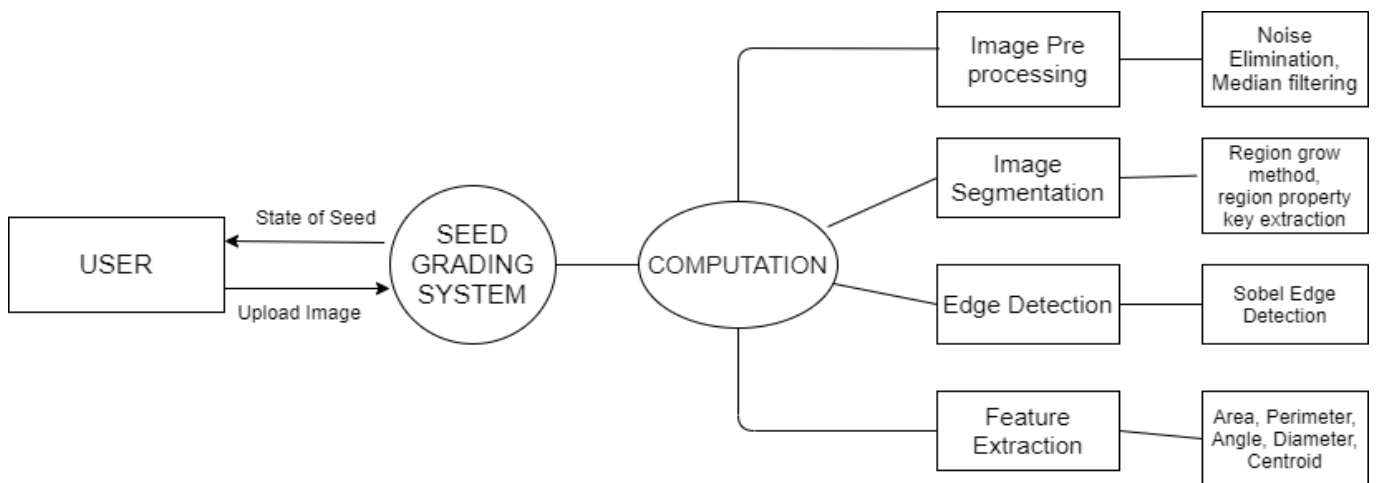 USER
State of Seed
Upload Image
SEED
GRADING
SYSTEM
COMPUTATION
Image Pre
processing
Noise
Elimination,
Median filtering
Image
Segmentation
Region grow
method,
region property
key extraction
Edge Detection
Sobel Edge
Detection
Feature
Extraction
Area, Perimeter,
Angle, Diameter,
Centroid